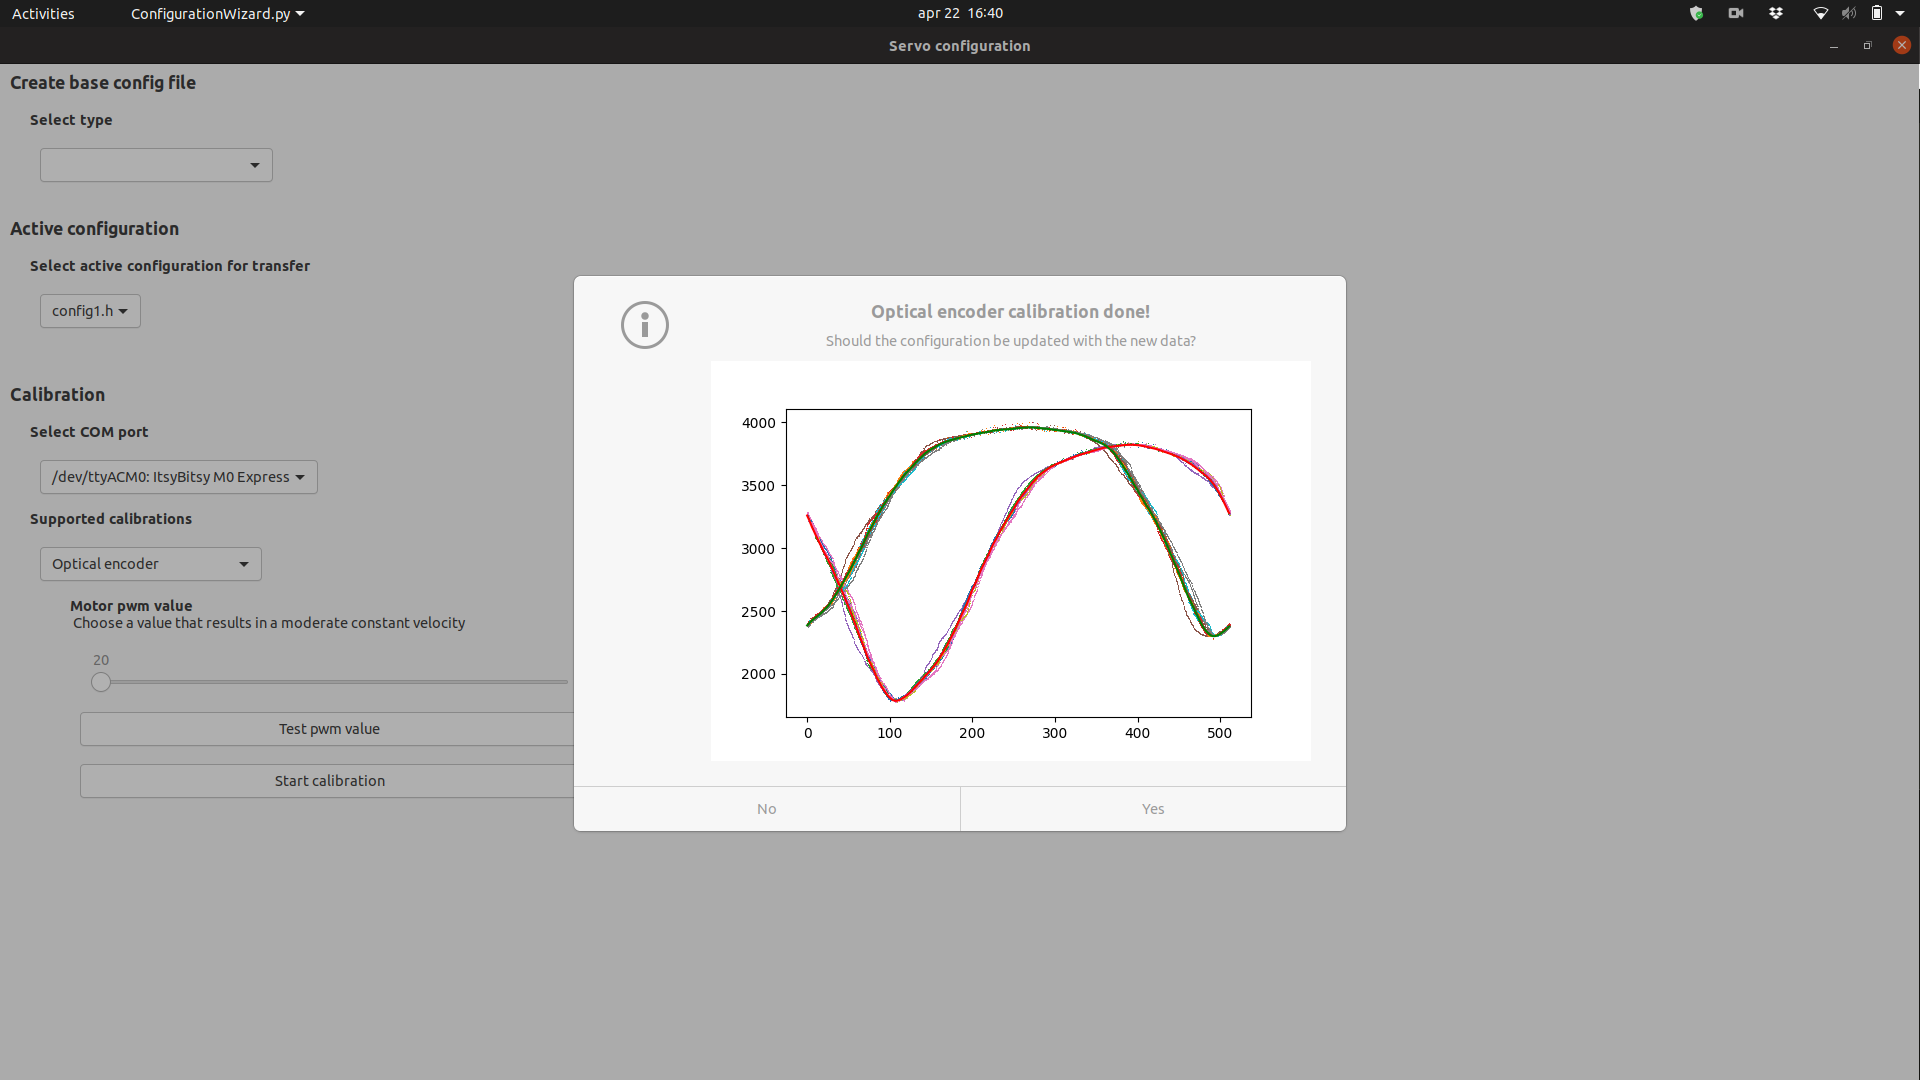 Activities
ConfigurationWizard.py
apr 22 16:40
Servo configuration
Create base config file
Select type
Active configuration
Select active configuration for transfer
config1.h
Calibration
Select COM port
/dev/ttyACM0: ItsyBitsy M0 Express
Supported calibrations
Optical encoder
Motor pwm value
Choose a value that results in a moderate constant velocity
20
Test pwm value
Start calibration
Optical encoder calibration done!
Should the configuration be updated with the new data?
4000
3500
3000
2500
2000
0 100 200 300 400 500
No
Yes